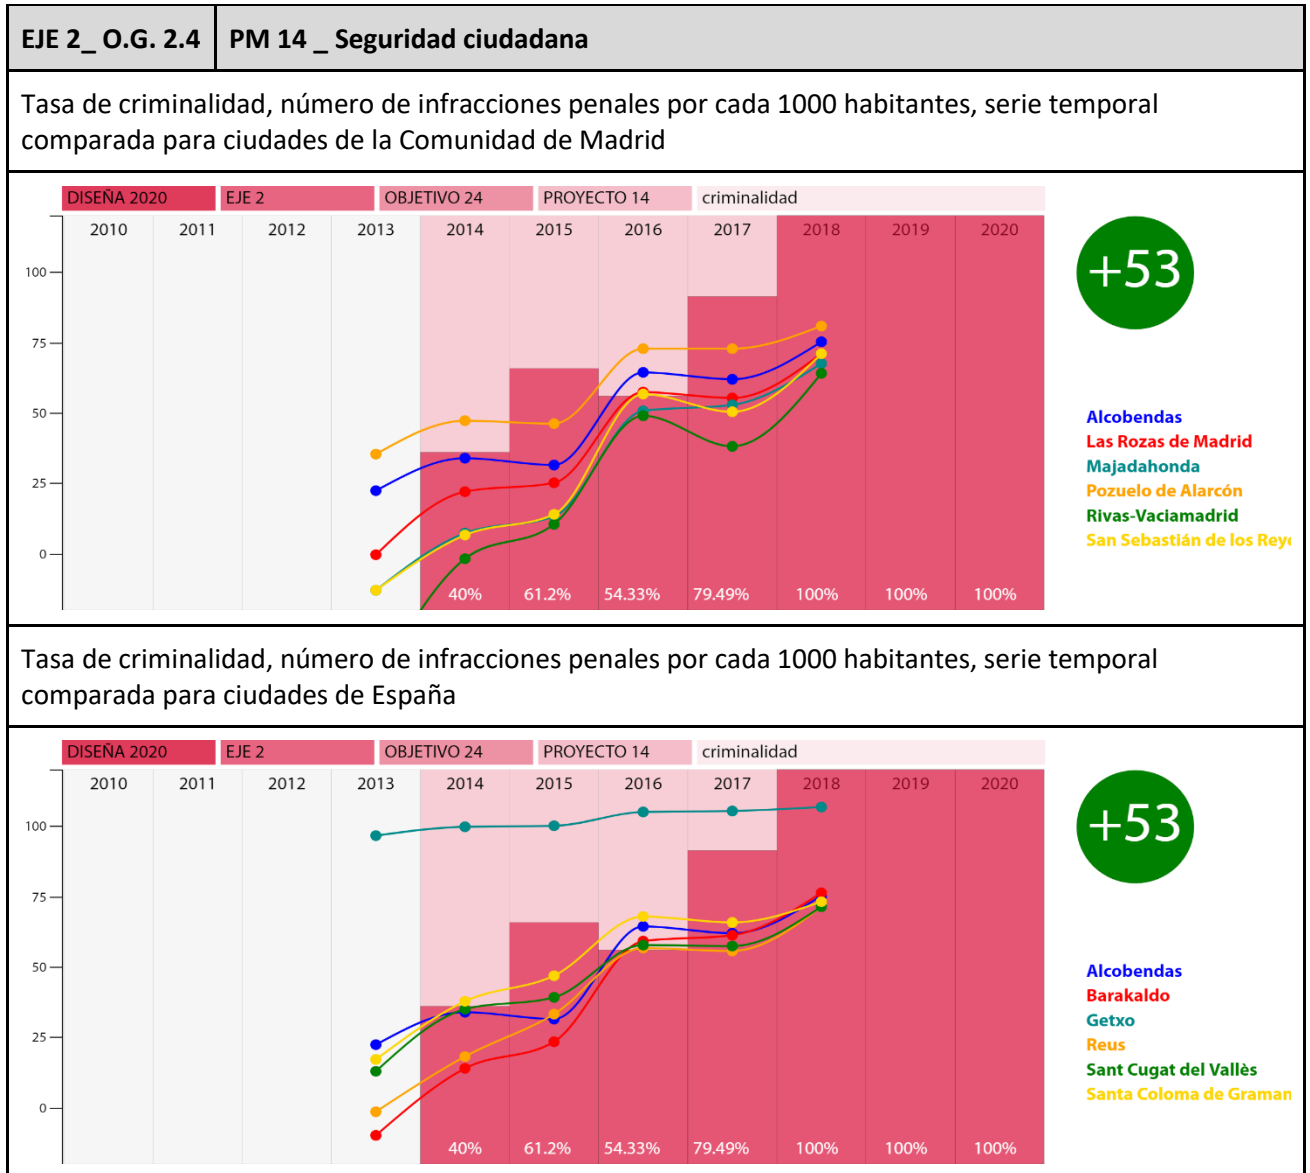 EJE 2_ O.G. 2.4 PM 14 _ Seguridad ciudadana
Tasa de criminalidad, número de infracciones penales por cada 1000 habitantes, serie temporal
comparada para ciudades de la Comunidad de Madrid
DISEÑA 2020 EJE 2 OBJETIVO 24 PROYECTO 14 criminalidad
2010 2011 2012 2013 2014 2015 2016 2017 2018 2019 2020
+53
100
75
50
25
0
Alcobendas
Las Rozas de Madrid
Majadahonda
Pozuelo de Alarcón
Rivas-Vaciamadrid
San Sebastián de los Reye
40% 61.2% 54.33% 79.49% 100% 100% 100%
Tasa de criminalidad, número de infracciones penales por cada 1000 habitantes, serie temporal
comparada para ciudades de España
DISEÑA 2020 EJE 2 OBJETIVO 24 PROYECTO 14 criminalidad
2010 2011 2012 2013 2014 2015 2016 2017 2018 2019 2020
+53
100
75
50
25
0
Alcobendas
Barakaldo
Getxo
Reus
Sant Cugat del Vallès
Santa Coloma de Graman
40% 61.2% 54.33% 79.49% 100% 100% 100%